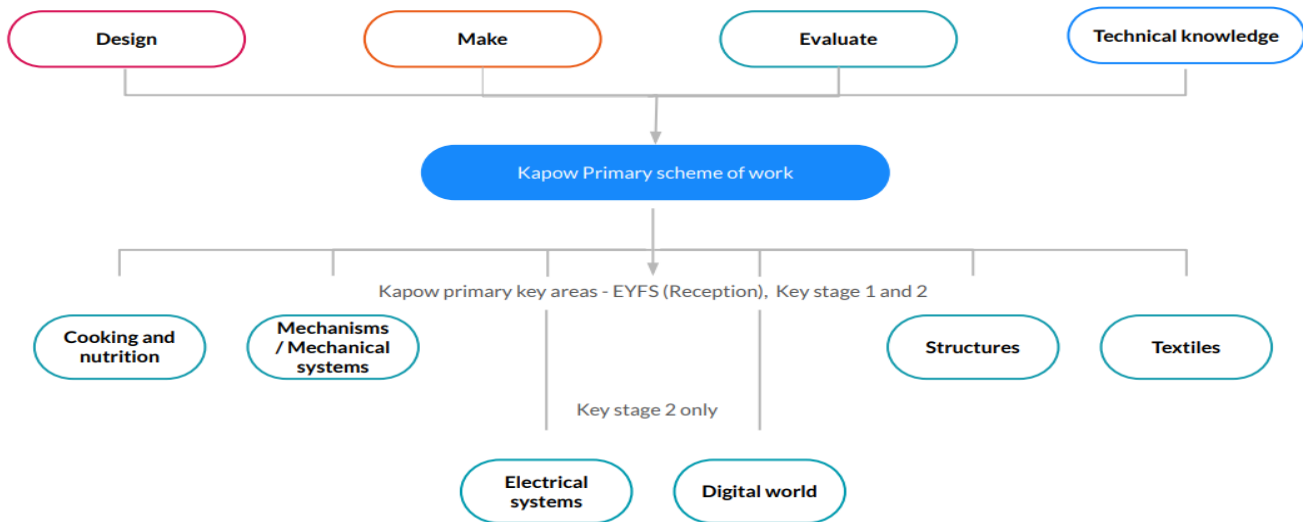 Design
Make
Evaluate
Technical knowledge
Kapow Primary scheme of work
Kapow primary key areas - EYFS (Reception), Key stage 1 and 2
Cooking and
nutrition
Mechanisms
/ Mechanical
systems
Structures
Textiles
Key stage 2 only
Electrical
systems
Digital world